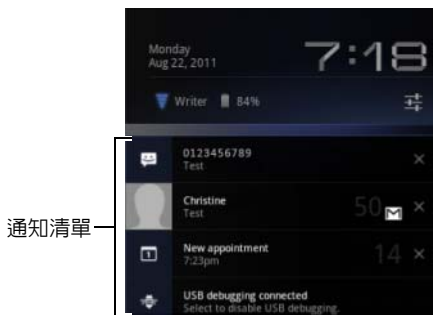 Monday
Aug 22, 2011
7:18
Writer 84%
0123456789
Test
通知清單
Christine
Test
50
New appointment
7:23pm
14
USB debugging connected
Select to disable USB debugging.